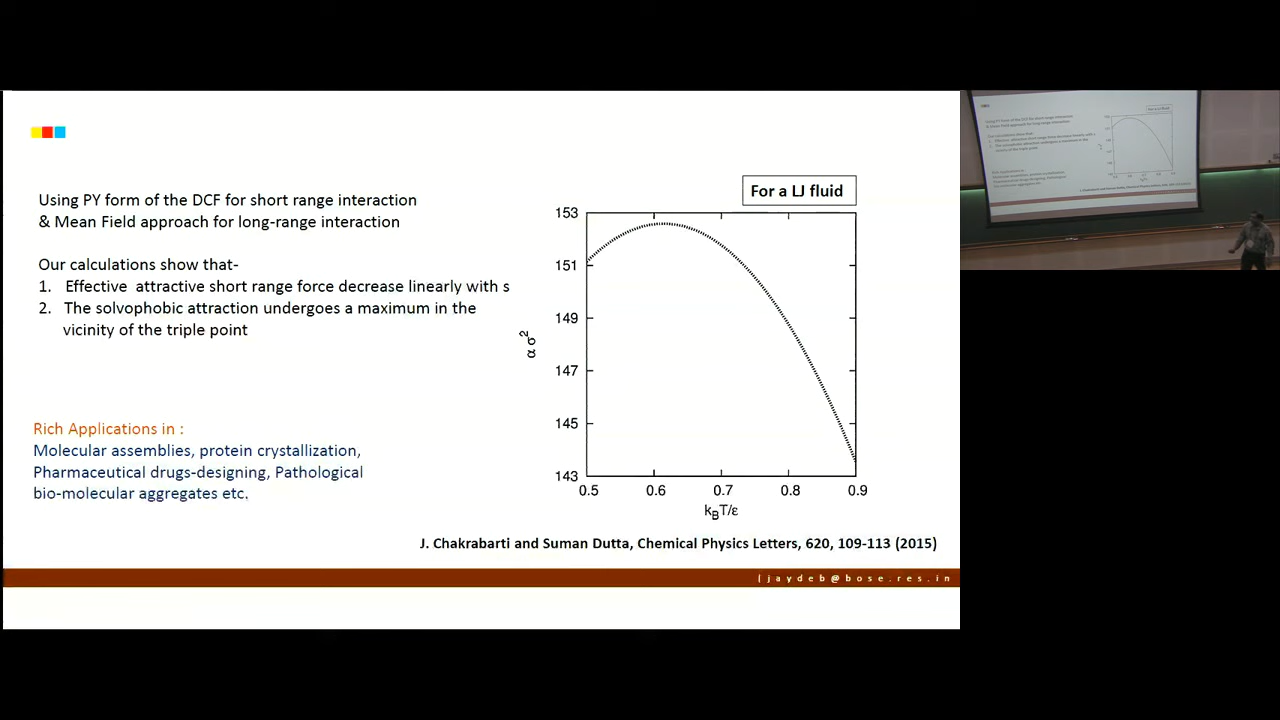 Using PY form of the DCF for short range interaction
& Mean Field approach for long-range interaction
Our calculations show that-
1. Effective attractive short range force decrease linearly with s
2. The solvophobic attraction undergoes a maximum in the
vicinity of the triple point
Rich Applications in :
Molecular assemblies, protein crystallization,
Pharmaceutical drugs-designing, Pathological
bio-molecular aggregates etc.
For a LJ fluid
153
151
149
147
145
143
α σ²
0.5 0.6 0.7 0.8 0.9
k_BT/ε
J. Chakrabarti and Suman Dutta, Chemical Physics Letters, 620, 109-113 (2015)
jaydeb@bose.res.in